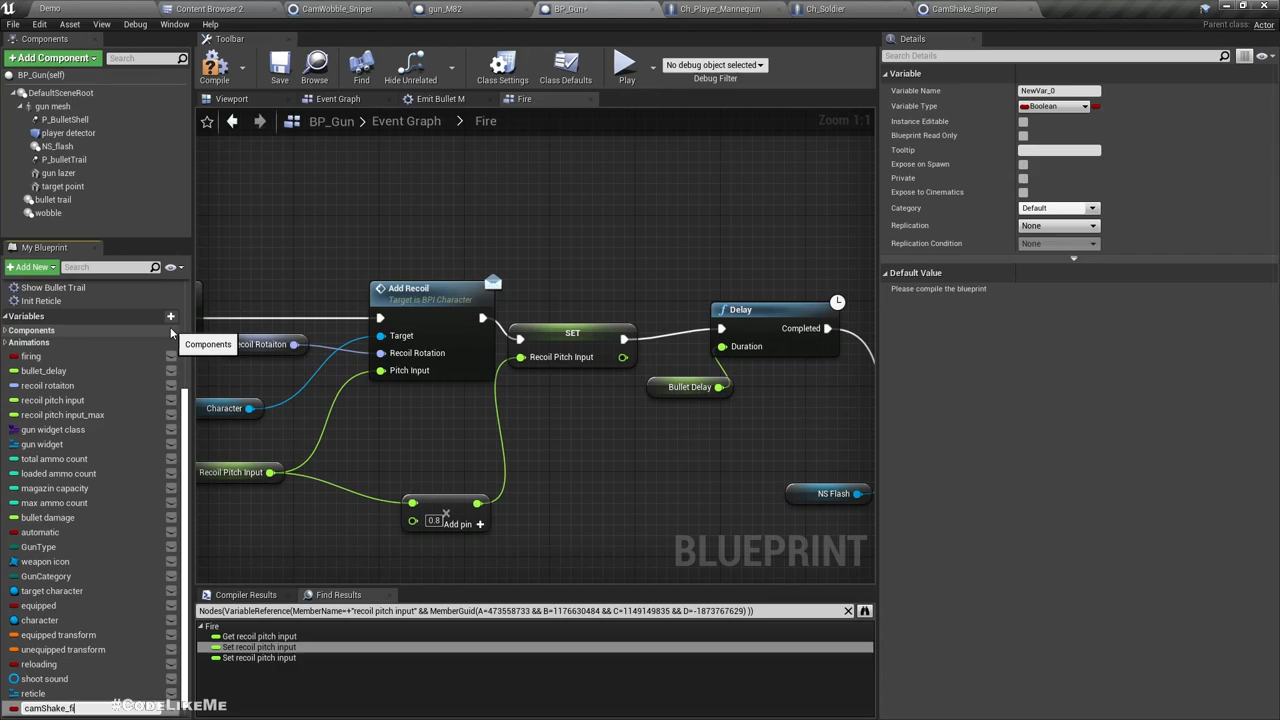 Demo
Content Browser 2
CamWobble_Sniper
gun_M82
BP_Gun*
Ch_Player_Mannequin
Ch_Soldier
CamShake_Sniper
File Edit Asset View Debug Window Help
Parent class: Actor
Components
Toolbar
Details
+Add Component
Search
Search Details
BP_Gun(self)
Compile
Save
Browse
Find
Hide Unrelated
Class Settings
Class Defaults
Play
No debug object selected
Debug Filter
DefaultSceneRoot
gun mesh
P_BulletShell
player detector
NS_flash
P_bulletTrail
gun lazer
target point
bullet trail
wobble
Viewport
Event Graph
Emit Bullet M
Fire
BP_Gun > Event Graph > Fire
Zoom 1:1
Variable
Variable Name NewVar_0
Variable Type Boolean
Instance Editable
Blueprint Read Only
Tooltip
Expose on Spawn
Private
Expose to Cinematics
Category Default
Replication None
Replication Condition None
Default Value
Please compile the blueprint
My Blueprint
+Add New
Search
Show Bullet Trail
Init Reticle
Variables
Components
Animations
Components
firing
bullet_delay
recoil rotaiton
recoil pitch input
recoil pitch input_max
gun widget class
gun widget
total ammo count
loaded ammo count
magazin capacity
max ammo count
bullet damage
automatic
GunType
weapon icon
GunCategory
target character
equipped
character
equipped transform
unequipped transform
reloading
shoot sound
reticle
camShake_fi
#CodeLikeMe
Add Recoil
Target is BPI Character
Target
Recoil Rotation
Pitch Input
ecoil Rotaiton
Character
Recoil Pitch Input
SET
Recoil Pitch Input
0.8
Add pin +
Delay
Completed
Duration
Bullet Delay
NS Flash
BLUEPRINT
Compiler Results
Find Results
Nodes(VariableReference(MemberName=+"recoil pitch input" && MemberGuid(A=473558733 && B=1176630484 && C=1149149835 && D=-1873767629) ))
Fire
Get recoil pitch input
Set recoil pitch input
Set recoil pitch input